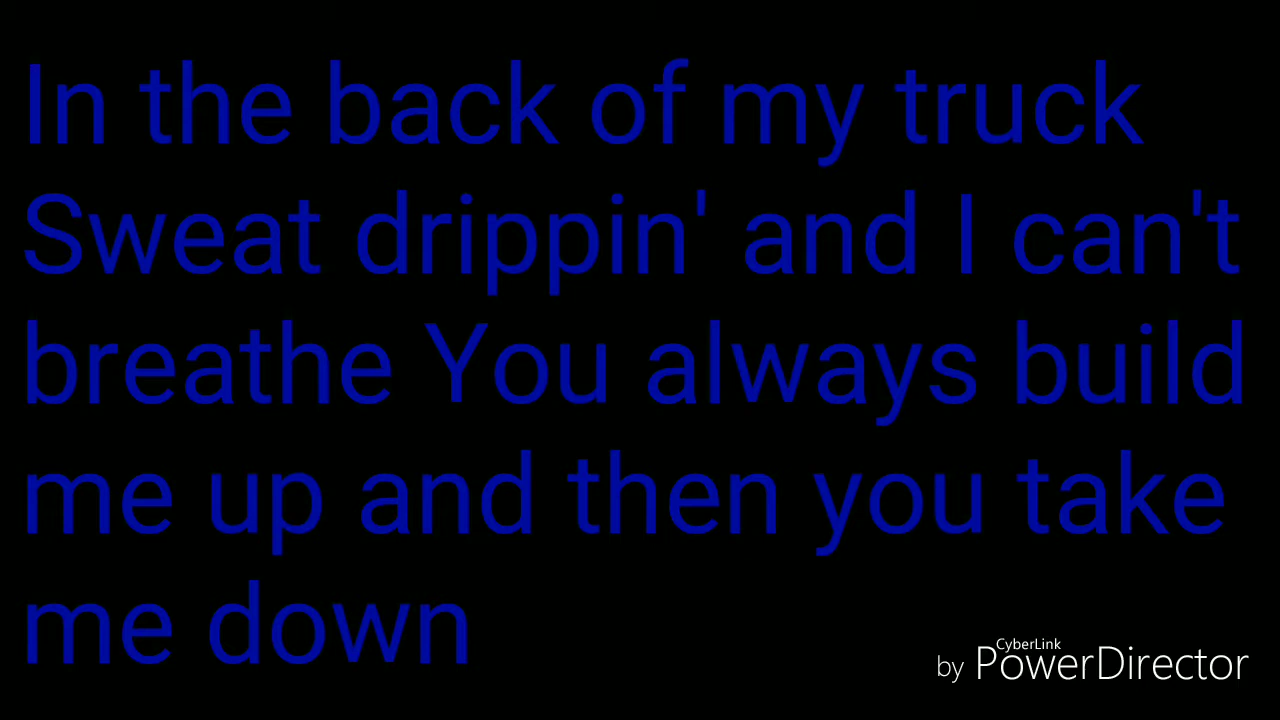 In the back of my truck
Sweat drippin' and I can't
breathe You always build
me up and then you take
me down
CyberLink
by PowerDirector